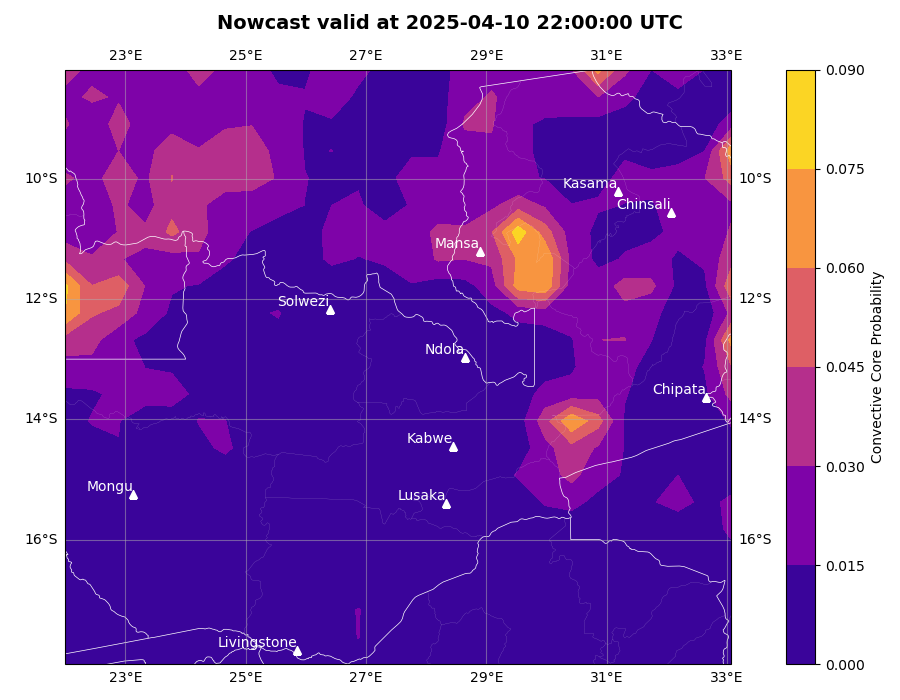 Nowcast valid at 2025-04-10 22:00:00 UTC
23°E 25°E 27°E 29°E 31°E 33°E
0.090
0.075
10°S Kasama 10°S
Chinsali
Mansa
0.060
12°S Solwezi 12°S
Ndola
0.045
Chipata
14°S 14°S
Kabwe
0.030
Mongu
Lusaka
16°S 16°S
0.015
Livingstone
0.000
23°E 25°E 27°E 29°E 31°E 33°E
Convective Core Probability